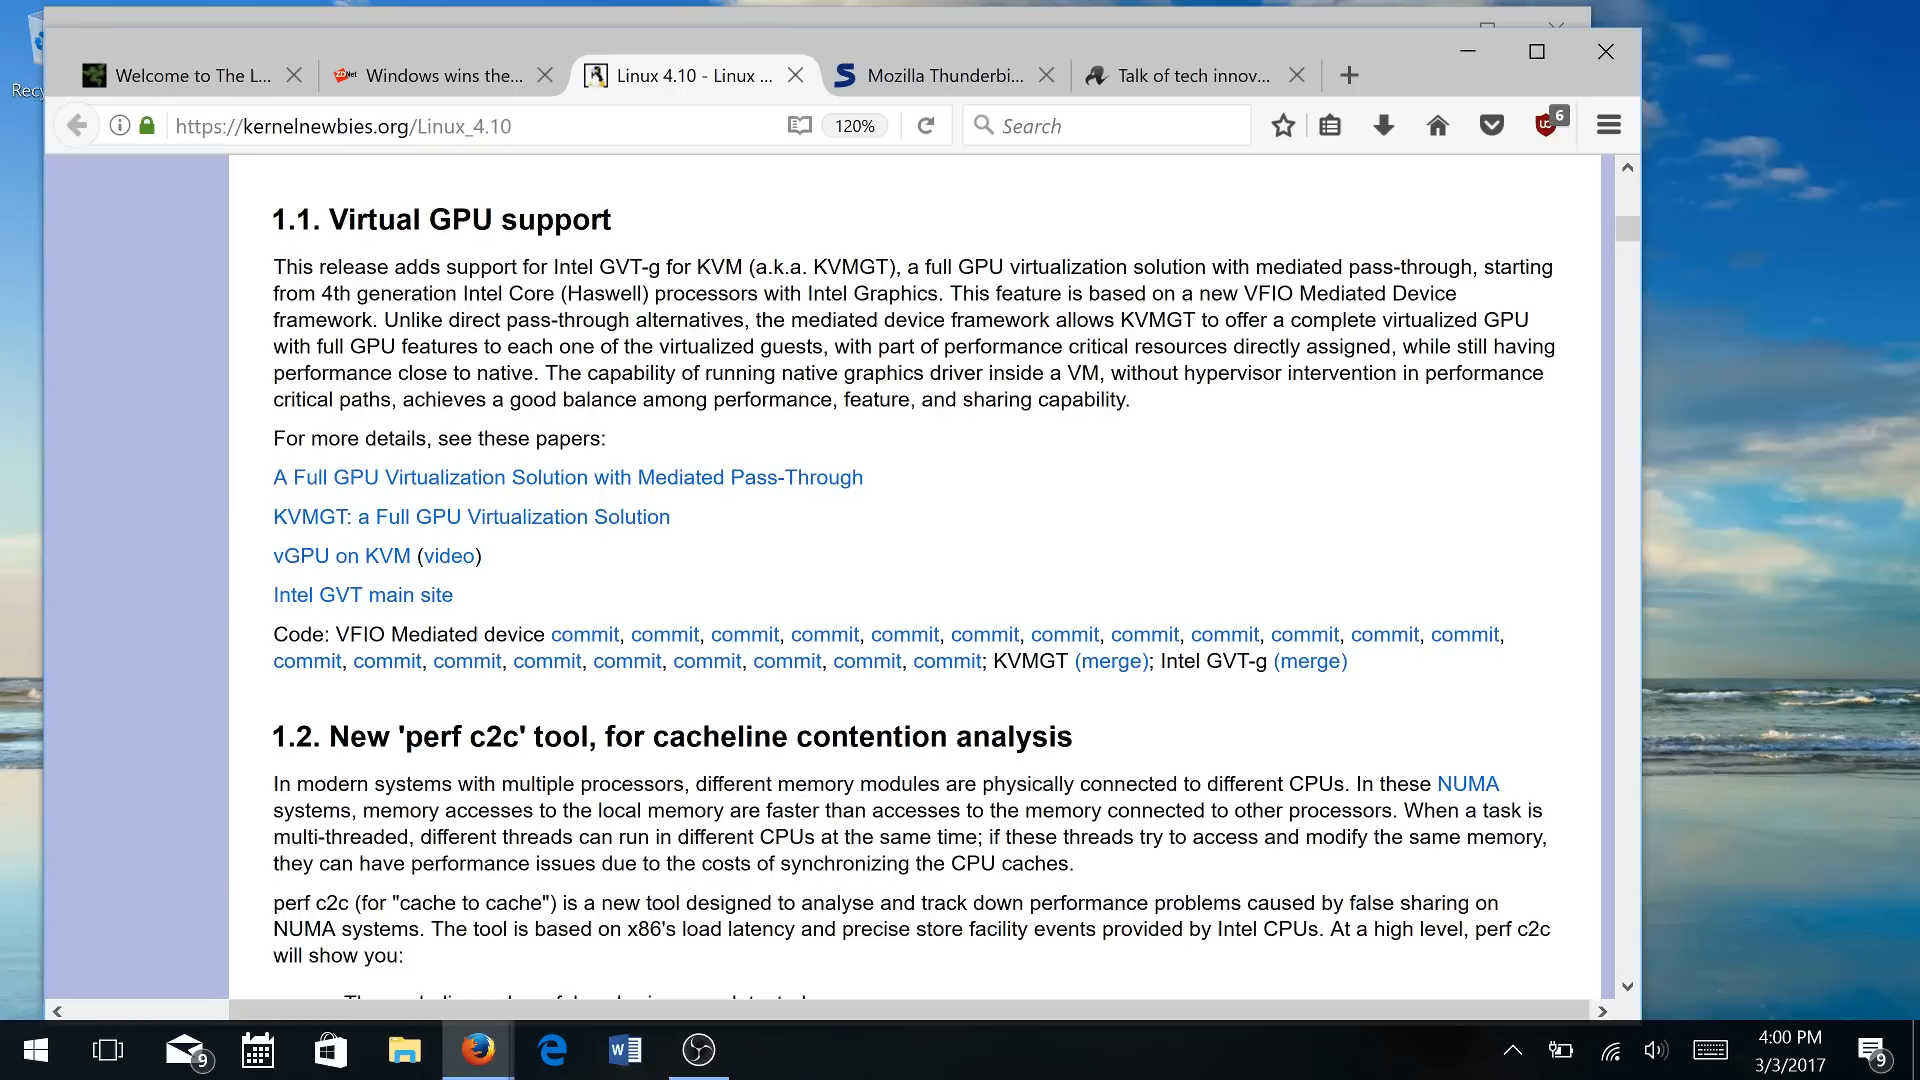 Recy
Welcome to The L...
ZDNet
Windows wins the...
Linux 4.10 - Linux ...
Mozilla Thunderbi...
Talk of tech innov...
https://kernelnewbies.org/Linux_4.10
120%
Search
6
1.1. Virtual GPU support
This release adds support for Intel GVT-g for KVM (a.k.a. KVMGT), a full GPU virtualization solution with mediated pass-through, starting
from 4th generation Intel Core (Haswell) processors with Intel Graphics. This feature is based on a new VFIO Mediated Device
framework. Unlike direct pass-through alternatives, the mediated device framework allows KVMGT to offer a complete virtualized GPU
with full GPU features to each one of the virtualized guests, with part of performance critical resources directly assigned, while still having
performance close to native. The capability of running native graphics driver inside a VM, without hypervisor intervention in performance
critical paths, achieves a good balance among performance, feature, and sharing capability.
For more details, see these papers:
A Full GPU Virtualization Solution with Mediated Pass-Through
KVMGT: a Full GPU Virtualization Solution
vGPU on KVM (video)
Intel GVT main site
Code: VFIO Mediated device commit, commit, commit, commit, commit, commit, commit, commit, commit, commit, commit, commit,
commit, commit, commit, commit, commit, commit, commit, commit, commit; KVMGT (merge); Intel GVT-g (merge)
1.2. New 'perf c2c' tool, for cacheline contention analysis
In modern systems with multiple processors, different memory modules are physically connected to different CPUs. In these NUMA
systems, memory accesses to the local memory are faster than accesses to the memory connected to other processors. When a task is
multi-threaded, different threads can run in different CPUs at the same time; if these threads try to access and modify the same memory,
they can have performance issues due to the costs of synchronizing the CPU caches.
perf c2c (for "cache to cache") is a new tool designed to analyse and track down performance problems caused by false sharing on
NUMA systems. The tool is based on x86's load latency and precise store facility events provided by Intel CPUs. At a high level, perf c2c
will show you:
9
4:00 PM
3/3/2017
9